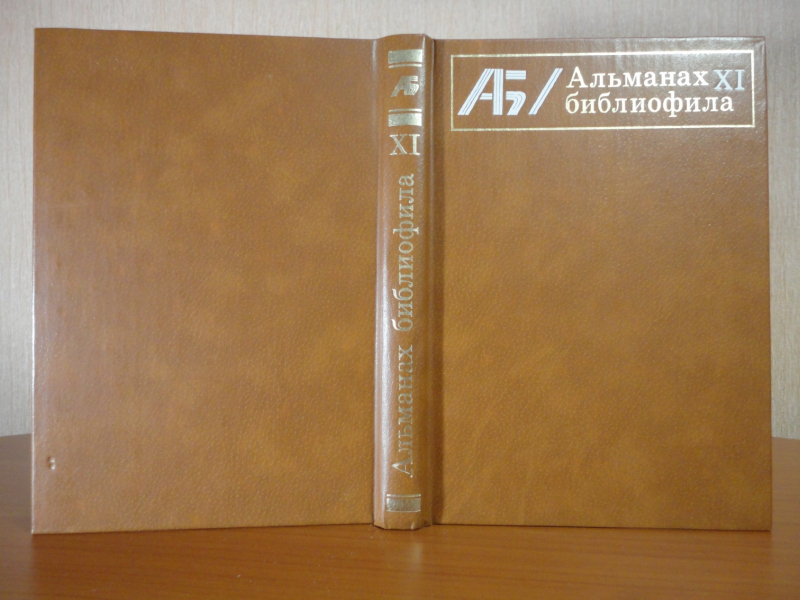 АБ
XI
Альманах библиофила
АБ/ Альманах XI
библиофила